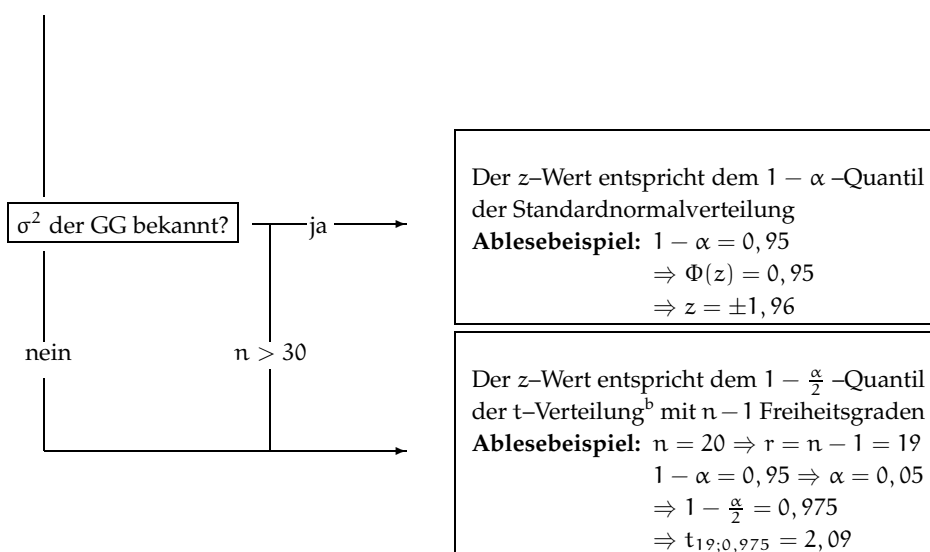 σ² der GG bekannt?
ja
nein
n > 30
Der z–Wert entspricht dem 1 − α –Quantil
der Standardnormalverteilung
Ablesebeispiel: 1 − α = 0, 95
⇒ Φ(z) = 0, 95
⇒ z = ±1, 96
Der z–Wert entspricht dem 1 − α/2 –Quantil
der t–Verteilungᵇ mit n − 1 Freiheitsgraden
Ablesebeispiel: n = 20 ⇒ r = n − 1 = 19
1 − α = 0, 95 ⇒ α = 0, 05
⇒ 1 − α/2 = 0, 975
⇒ t₁₉;₀,₉₇₅ = 2, 09